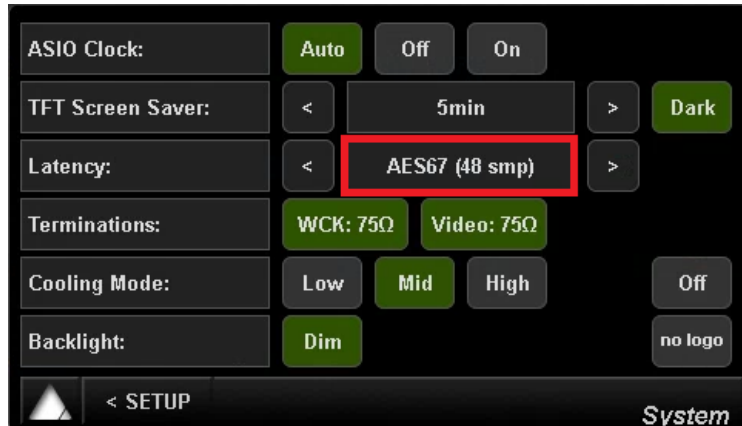 ASIO Clock: Auto Off On
TFT Screen Saver: < 5min > Dark
Latency: < AES67 (48 smp) >
Terminations: WCK: 75Ω Video: 75Ω
Cooling Mode: Low Mid High Off
Backlight: Dim no logo
< SETUP
System